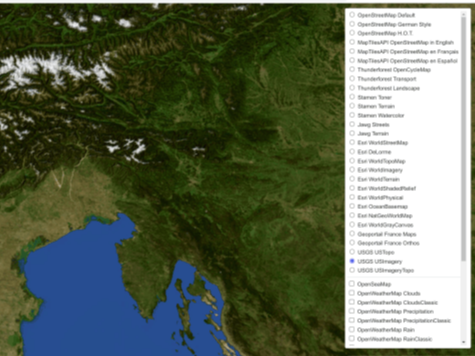 OpenStreetMap Default
OpenStreetMap German Style
OpenStreetMap H.O.T.
MapTilesAPI OpenStreetMap in English
MapTilesAPI OpenStreetMap en Français
MapTilesAPI OpenStreetMap en Español
Thunderforest OpenCycleMap
Thunderforest Transport
Thunderforest Landscape
Stamen Toner
Stamen Terrain
Stamen Watercolor
Jawg Streets
Jawg Terrain
Esri WorldStreetMap
Esri DeLorme
Esri WorldTopoMap
Esri WorldImagery
Esri WorldTerrain
Esri WorldShadedRelief
Esri WorldPhysical
Esri OceanBasemap
Esri NatGeoWorldMap
Esri WorldGrayCanvas
Geoportail France Maps
Geoportail France Orthos
USGS USTopo
USGS USImagery
USGS USImageryTopo
OpenSeaMap
OpenWeatherMap Clouds
OpenWeatherMap CloudsClassic
OpenWeatherMap Precipitation
OpenWeatherMap PrecipitationClassic
OpenWeatherMap Rain
OpenWeatherMap RainClassic